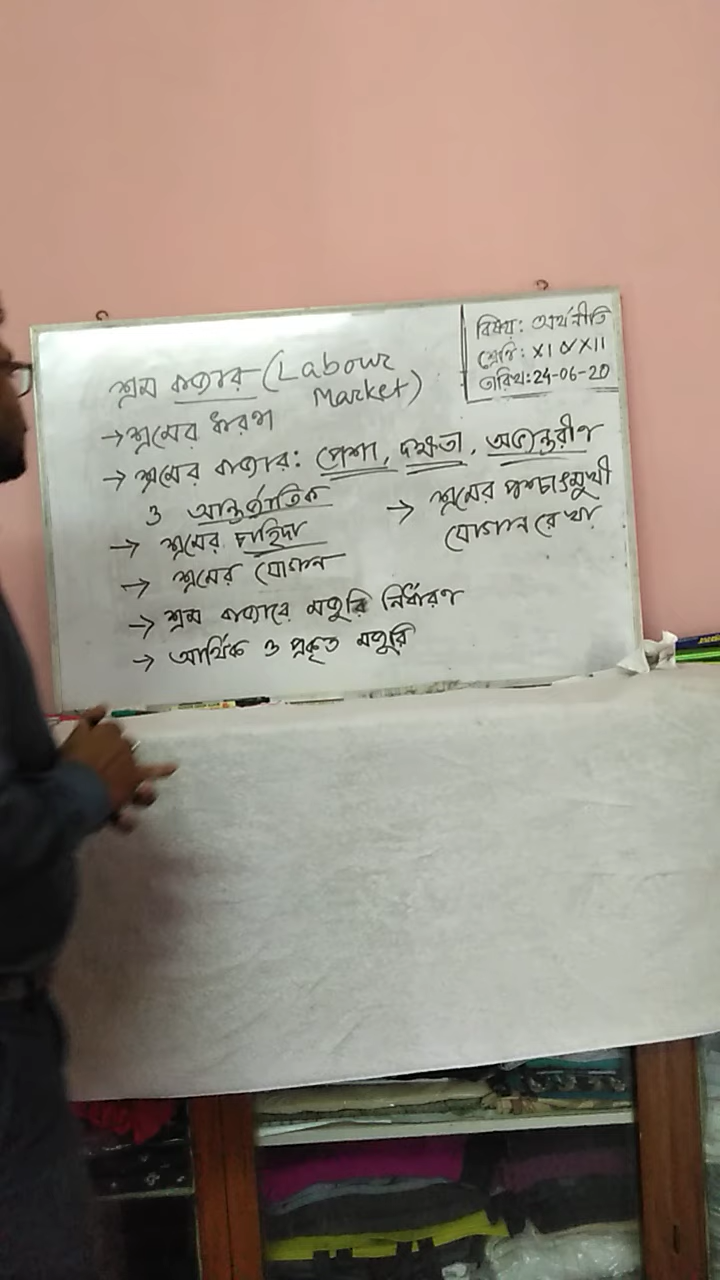 বিষয়: অর্থনীতি
শ্রেণি: XI ও XII
তারিখ: 24-06-20
শ্রম বাজার (Labour
Market)
→ শ্রমের ধারণা
→ শ্রমের বাজার: পেশা, দক্ষতা, অভ্যন্তরীণ
ও আন্তর্জাতিক
→ শ্রমের চাহিদা
→ শ্রমের যোগান
→ শ্রম বাজারে মজুরি নির্ধারণ
→ আর্থিক ও প্রকৃত মজুরি
→ শ্রমের পশ্চাৎমুখী
যোগান রেখা